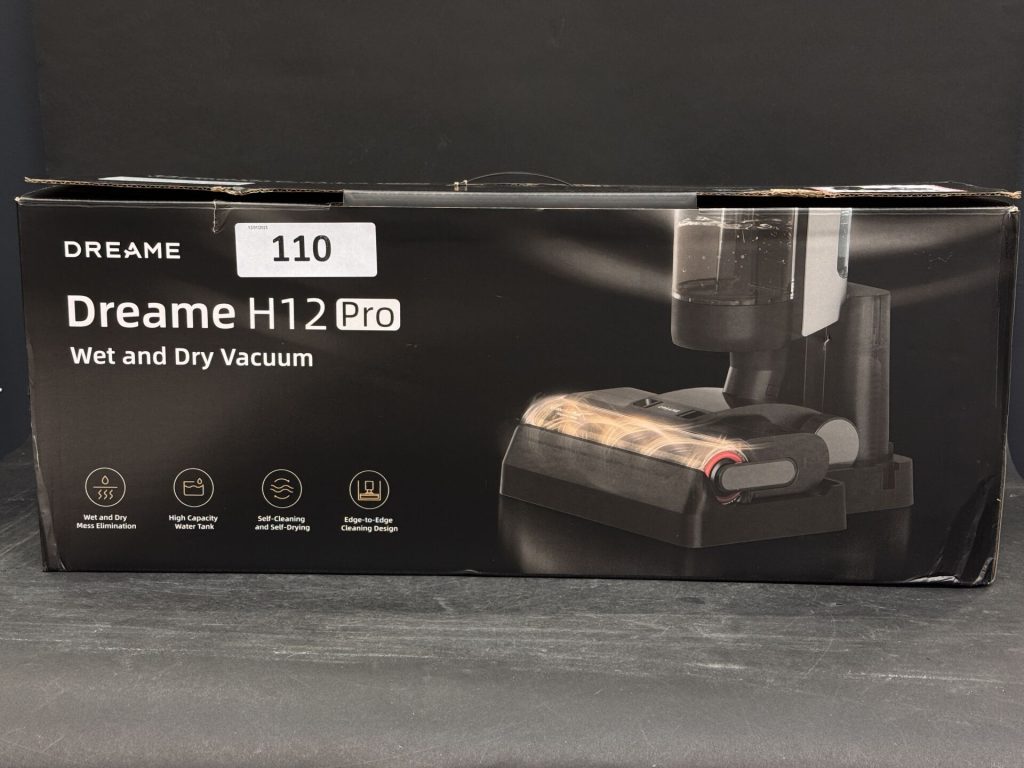 DREAME
110
Dreame H12 Pro
Wet and Dry Vacuum
Wet and Dry
Mess Elimination
High Capacity
Water Tank
Self-Cleaning
and Self-Drying
Edge-to-Edge
Cleaning Design